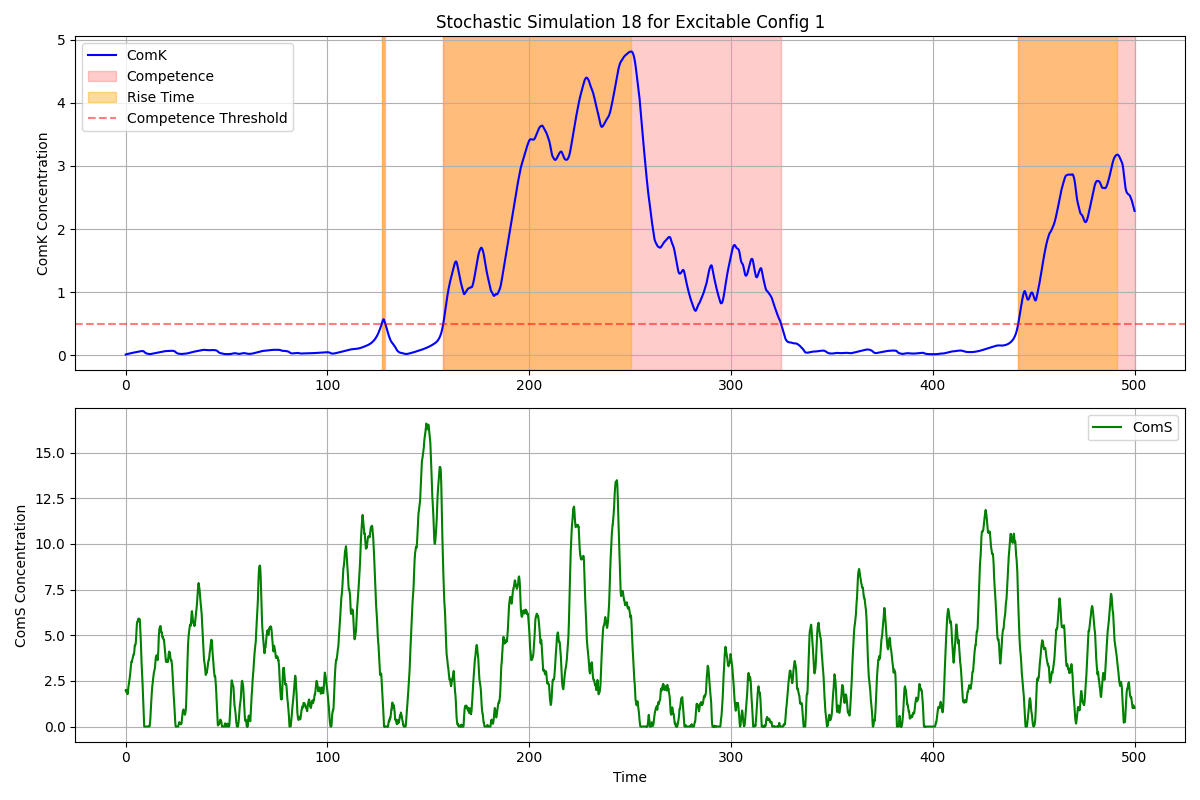 Stochastic Simulation 18 for Excitable Config 1
ComK Concentration
5
4
3
2
1
0
ComK
Competence
Rise Time
Competence Threshold
0 100 200 300 400 500
ComS Concentration
15.0
12.5
10.0
7.5
5.0
2.5
0.0
ComS
0 100 200 300 400 500
Time